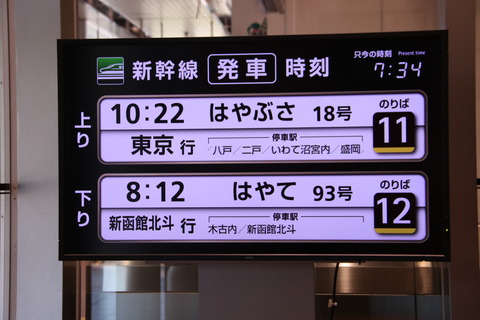 只今の時刻
Present time
新幹線 発車 時刻 7:34
上り
10:22 はやぶさ 18号 のりば 11
東京 行 停車駅
八戸／二戸／いわて沼宮内／盛岡
下り
8:12 はやて 93号 のりば 12
新函館北斗 行 停車駅
木古内／新函館北斗